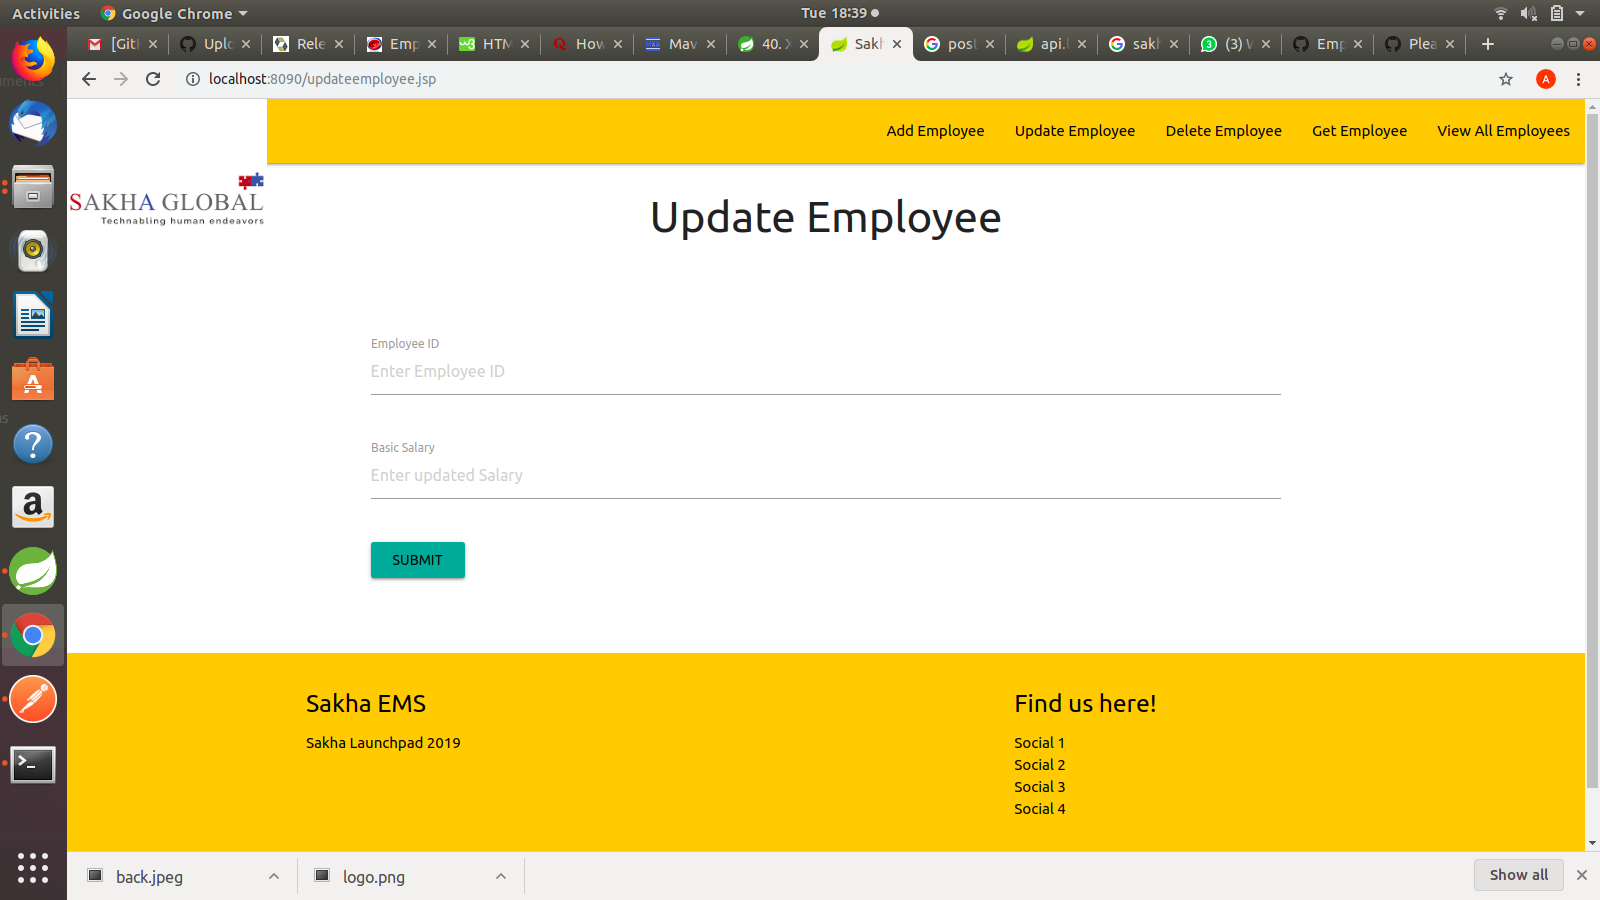 Activities Google Chrome Tue 18:39
[Gitl Uplo Rele Emp HTM How Mav 40. X Sakh post api.l sakh (3) W Emp Plea
localhost:8090/updateemployee.jsp A
uments
Add Employee Update Employee Delete Employee Get Employee View All Employees
SAKHA GLOBAL
Technabling human endeavors
Update Employee
Employee ID
Enter Employee ID
Basic Salary
Enter updated Salary
SUBMIT
Sakha EMS
Sakha Launchpad 2019
Find us here!
Social 1
Social 2
Social 3
Social 4
back.jpeg logo.png Show all